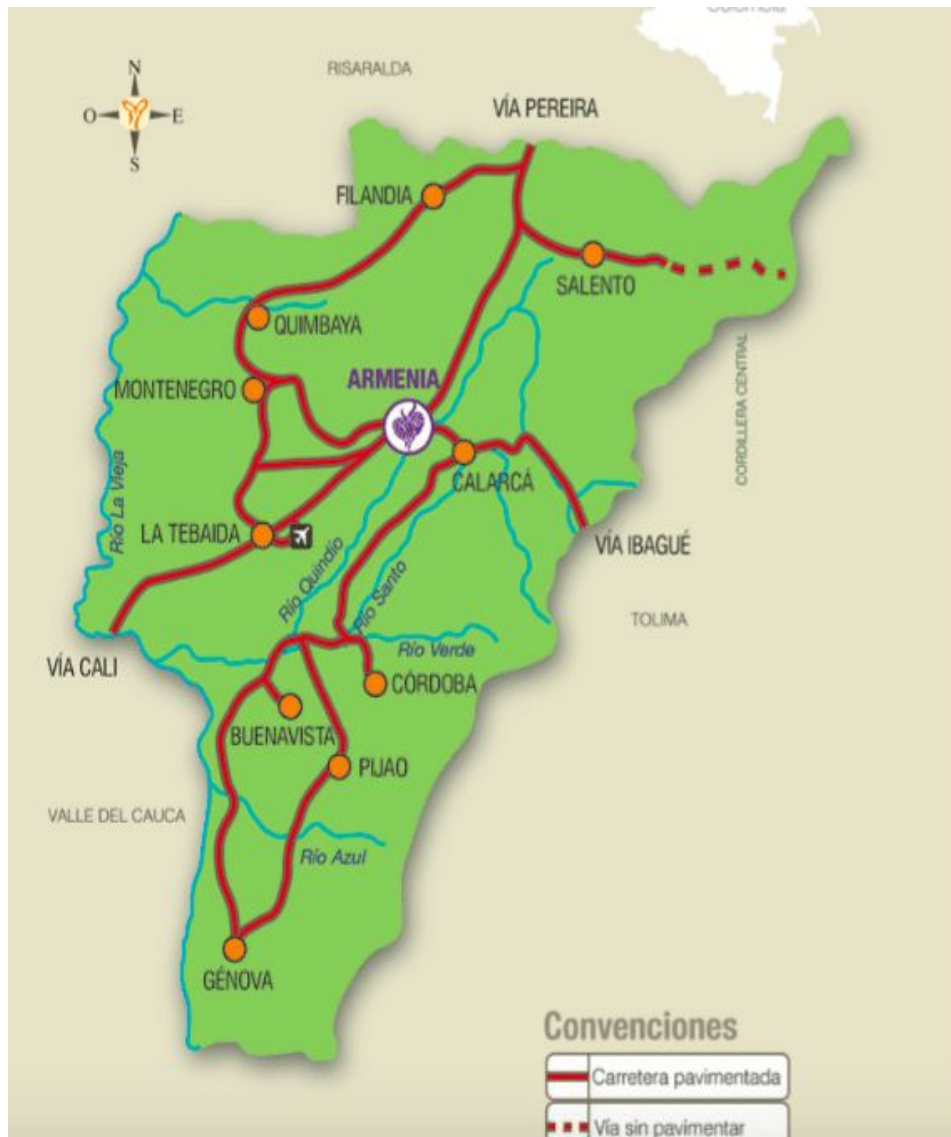 Colombia
N
RISARALDA
O
E
S
VÍA PEREIRA
FILANDIA
SALENTO
QUIMBAYA
ARMENIA
MONTENEGRO
CORDILLERA CENTRAL
CALARCÁ
Río La Vieja
LA TEBAIDA
VÍA IBAGUÉ
Río Quindío
Río Santo
TOLIMA
Río Verde
VÍA CALI
CÓRDOBA
BUENAVISTA
PIJAO
VALLE DEL CAUCA
Río Azul
GÉNOVA
Convenciones
Carretera pavimentada
Vía sin pavimentar